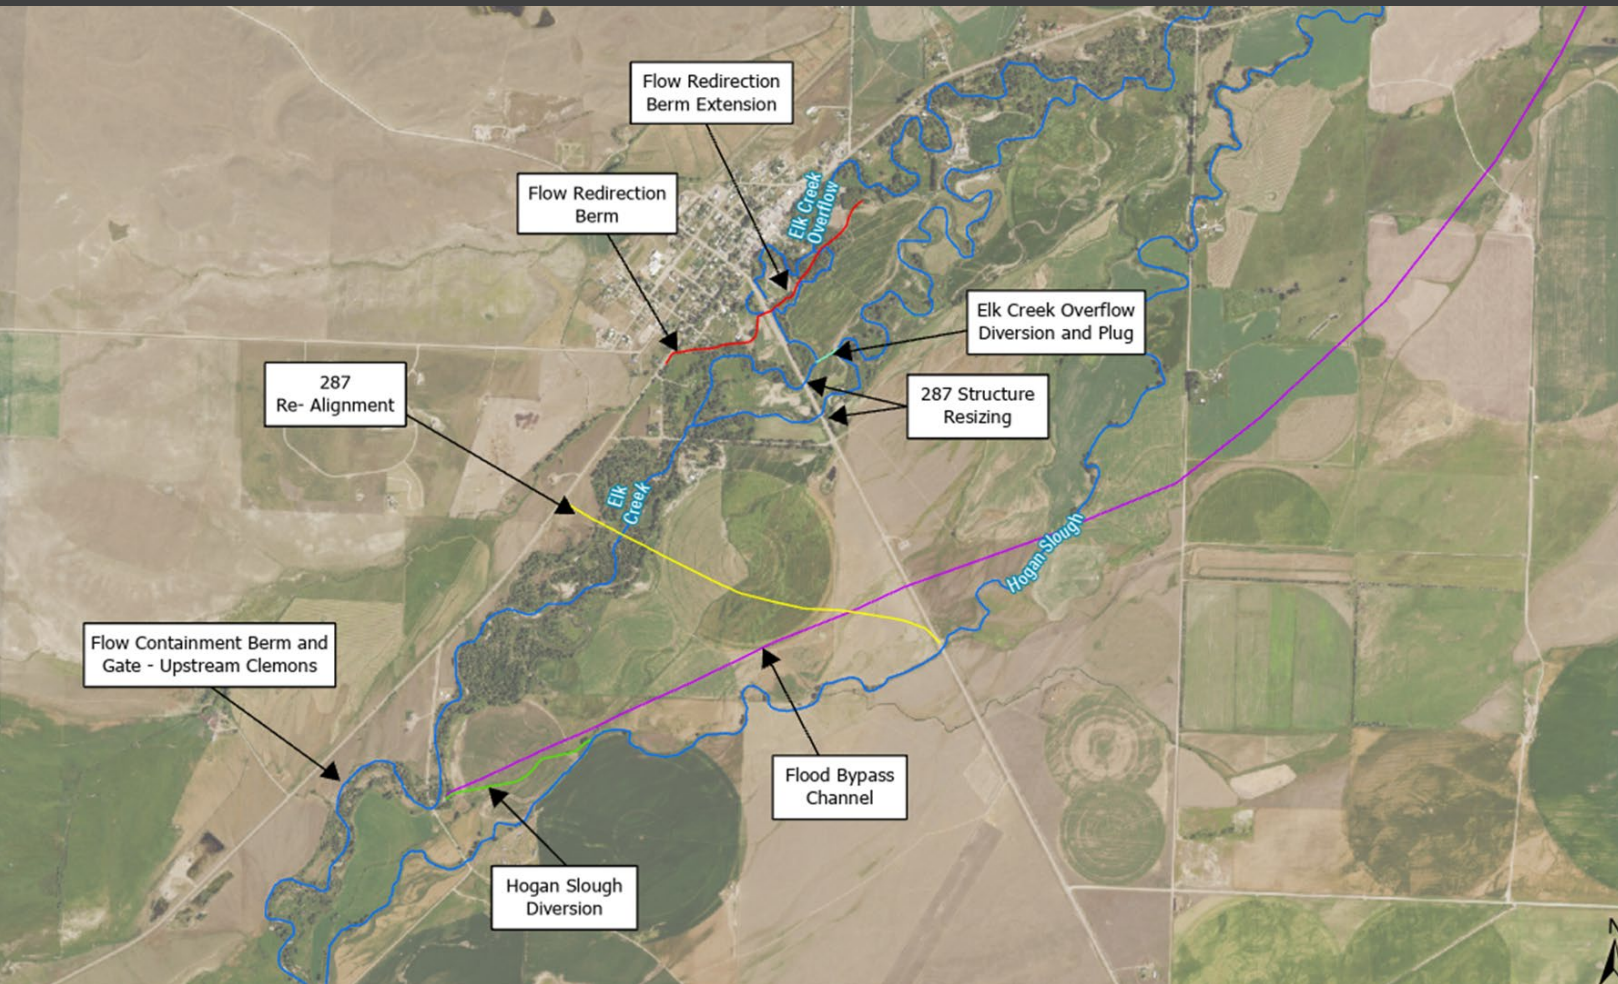 Flow Redirection
Berm Extension
Flow Redirection
Berm
Elk Creek
Overflow
Elk Creek Overflow
Diversion and Plug
287
Re- Alignment
287 Structure
Resizing
Elk
Creek
Hogan Slough
Flow Containment Berm and
Gate - Upstream Clemons
Flood Bypass
Channel
Hogan Slough
Diversion
N